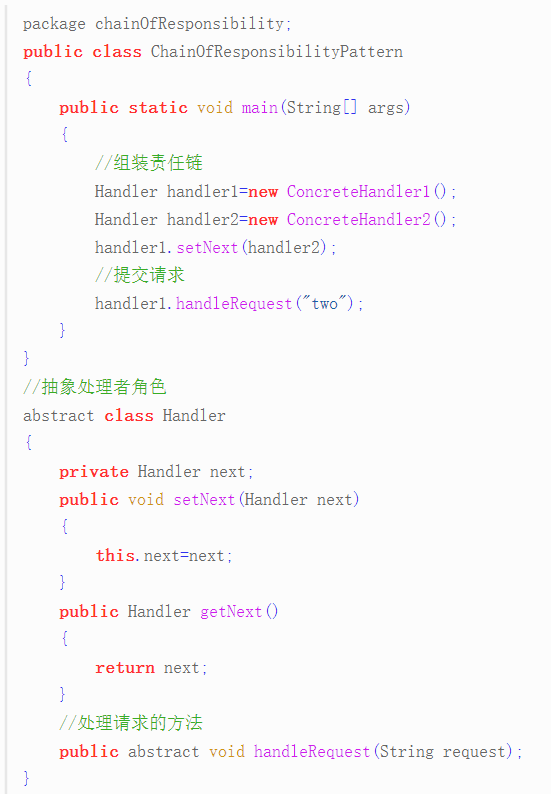 package chainOfResponsibility;
public class ChainOfResponsibilityPattern
{
    public static void main(String[] args)
    {
        //组装责任链
        Handler handler1=new ConcreteHandler1();
        Handler handler2=new ConcreteHandler2();
        handler1.setNext(handler2);
        //提交请求
        handler1.handleRequest("two");
    }
}
//抽象处理者角色
abstract class Handler
{
    private Handler next;
    public void setNext(Handler next)
    {
        this.next=next;
    }
    public Handler getNext()
    {
        return next;
    }
    //处理请求的方法
    public abstract void handleRequest(String request);
}